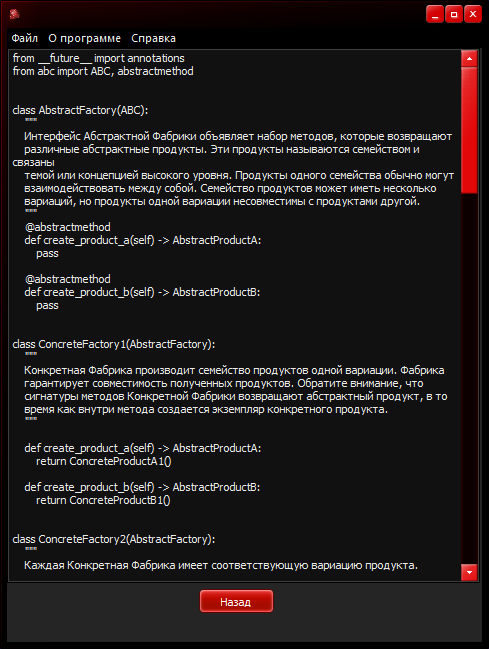 Файл О программе Справка
from __future__ import annotations
from abc import ABC, abstractmethod
class AbstractFactory(ABC):
"""
Интерфейс Абстрактной Фабрики объявляет набор методов, которые возвращают
различные абстрактные продукты. Эти продукты называются семейством и
связаны
темой или концепцией высокого уровня. Продукты одного семейства обычно могут
взаимодействовать между собой. Семейство продуктов может иметь несколько
вариаций, но продукты одной вариации несовместимы с продуктами другой.
"""
@abstractmethod
def create_product_a(self) -> AbstractProductA:
pass
@abstractmethod
def create_product_b(self) -> AbstractProductB:
pass
class ConcreteFactory1(AbstractFactory):
"""
Конкретная Фабрика производит семейство продуктов одной вариации. Фабрика
гарантирует совместимость полученных продуктов. Обратите внимание, что
сигнатуры методов Конкретной Фабрики возвращают абстрактный продукт, в то
время как внутри метода создается экземпляр конкретного продукта.
"""
def create_product_a(self) -> AbstractProductA:
return ConcreteProductA1()
def create_product_b(self) -> AbstractProductB:
return ConcreteProductB1()
class ConcreteFactory2(AbstractFactory):
"""
Каждая Конкретная Фабрика имеет соответствующую вариацию продукта.
Назад